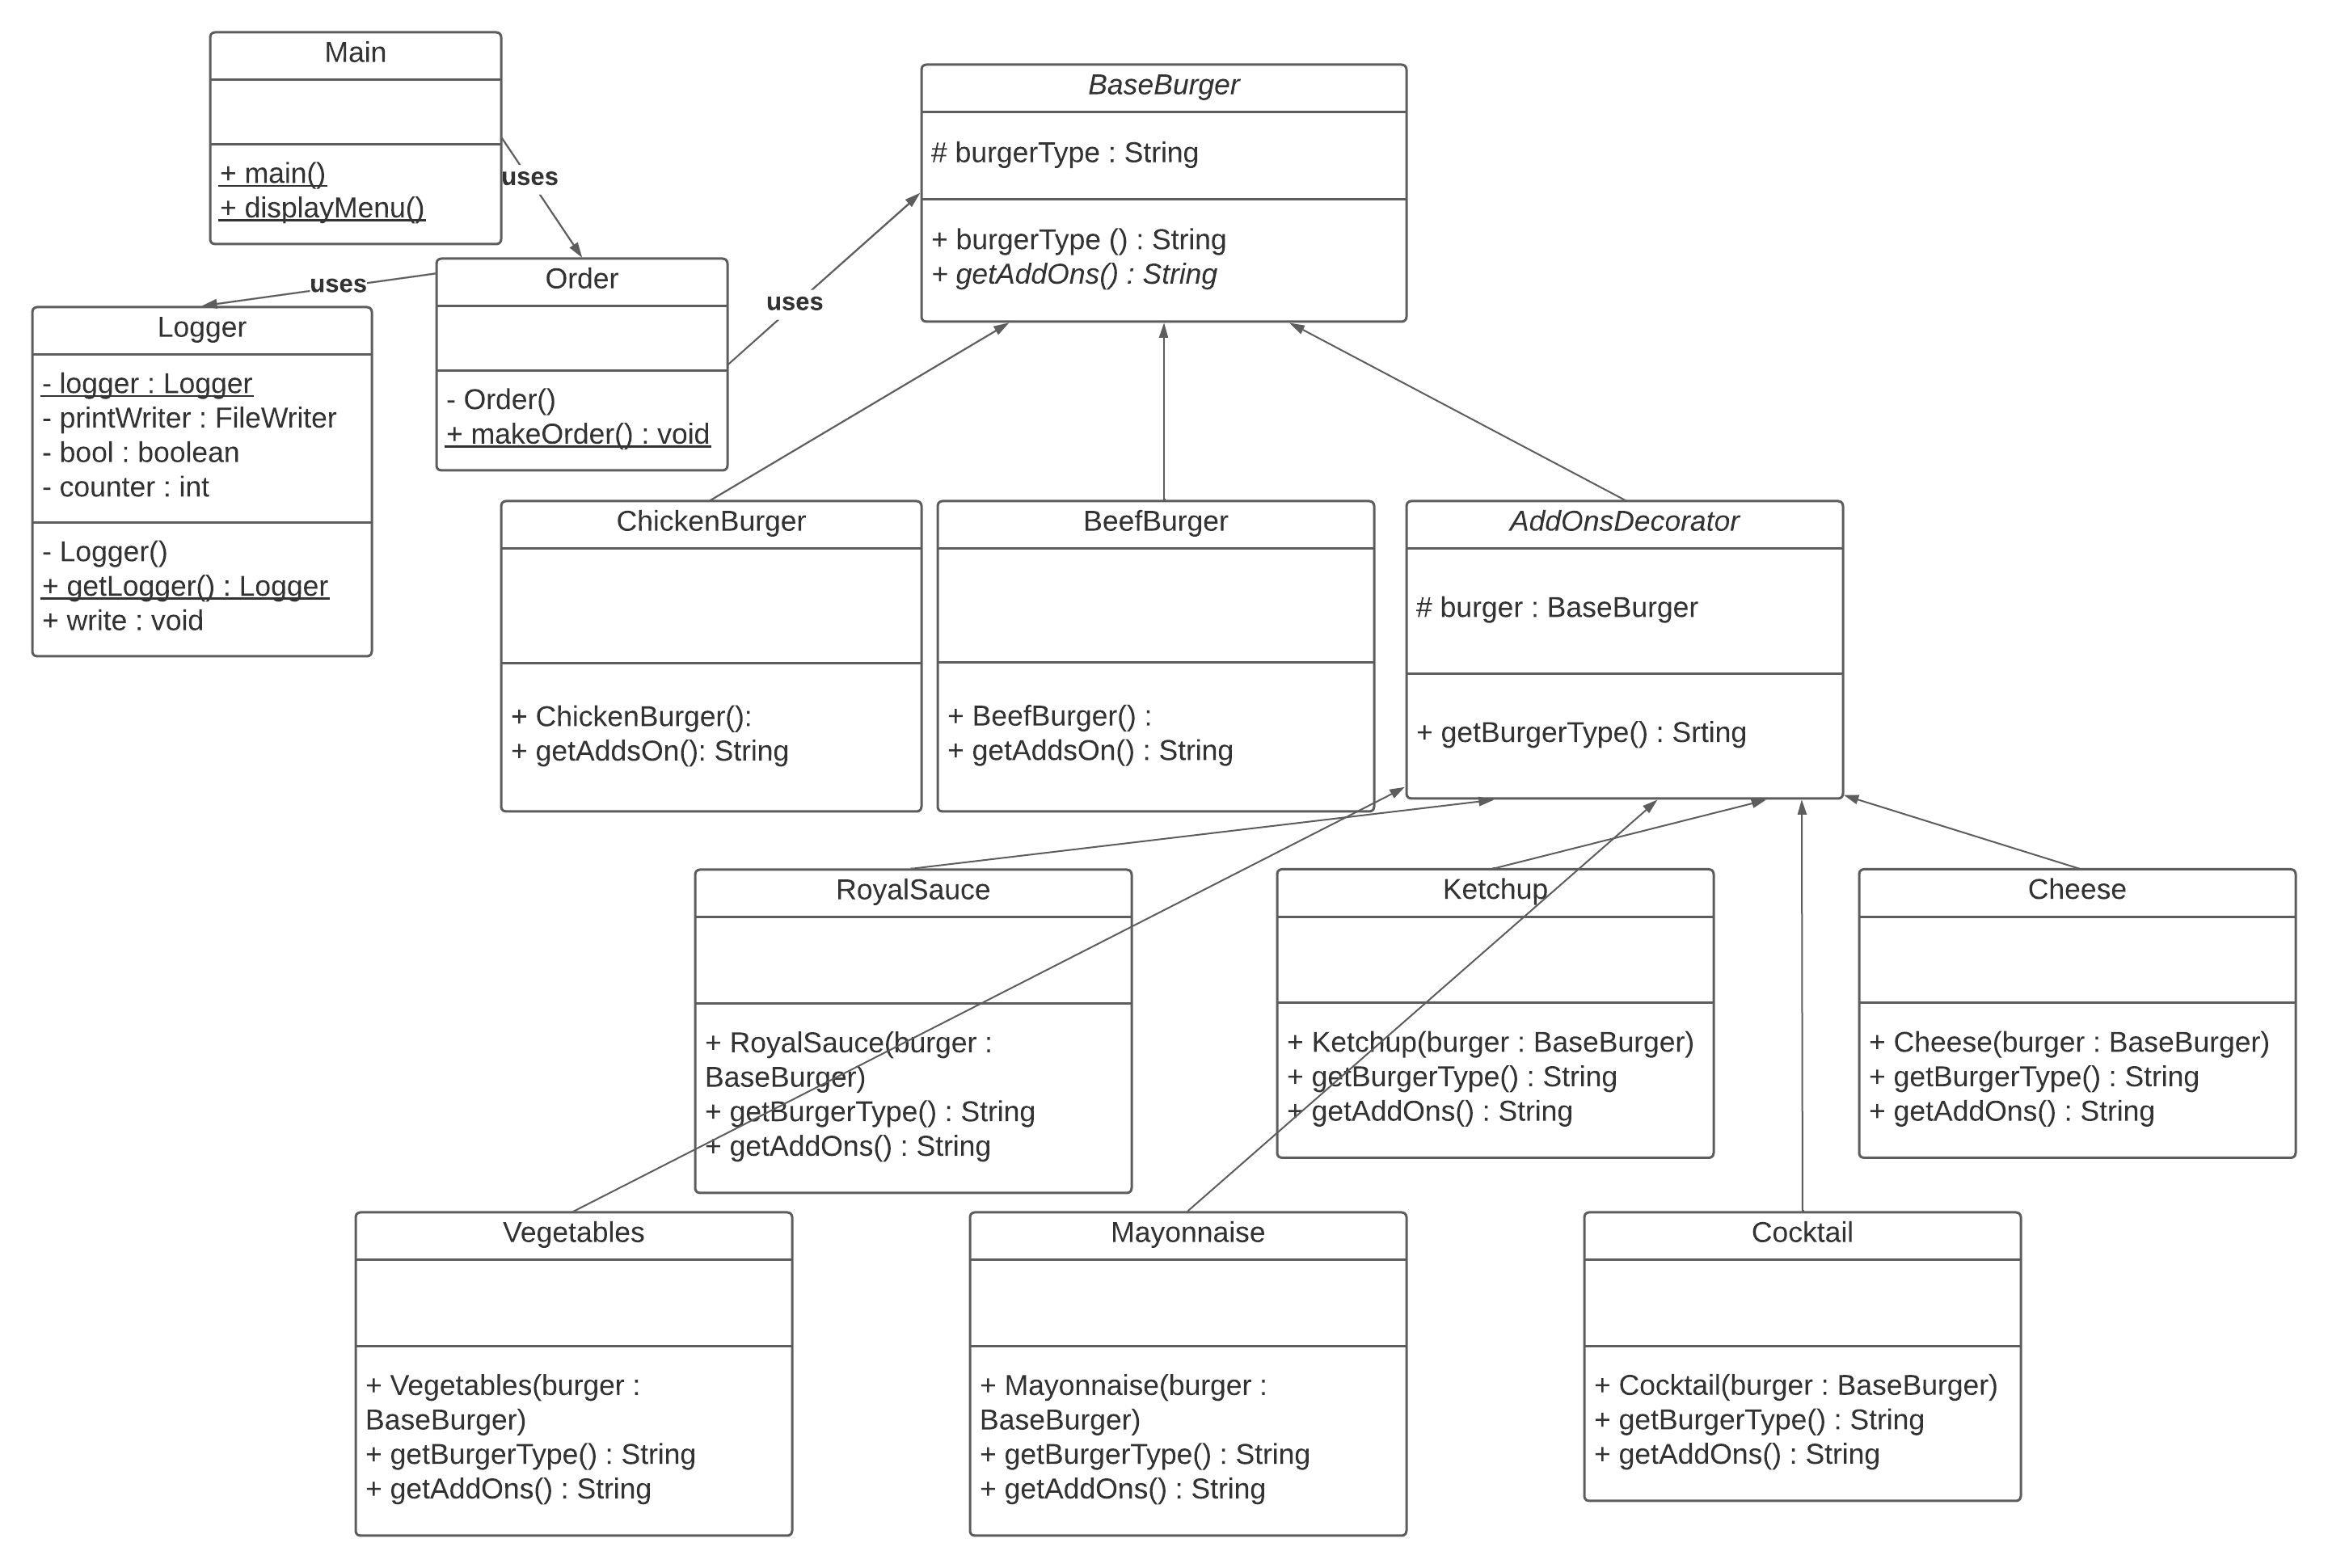 Main
+ main()
+ displayMenu()
uses
BaseBurger
# burgerType : String
+ burgerType () : String
+ getAddOns() : String
uses
Order
- Order()
+ makeOrder() : void
uses
Logger
- logger : Logger
- printWriter : FileWriter
- bool : boolean
- counter : int
- Logger()
+ getLogger() : Logger
+ write : void
ChickenBurger
+ ChickenBurger():
+ getAddsOn(): String
BeefBurger
+ BeefBurger() :
+ getAddsOn() : String
AddOnsDecorator
# burger : BaseBurger
+ getBurgerType() : Srting
RoyalSauce
+ RoyalSauce(burger :
BaseBurger)
+ getBurgerType() : String
+ getAddOns() : String
Ketchup
+ Ketchup(burger : BaseBurger)
+ getBurgerType() : String
+ getAddOns() : String
Cheese
+ Cheese(burger : BaseBurger)
+ getBurgerType() : String
+ getAddOns() : String
Vegetables
+ Vegetables(burger :
BaseBurger)
+ getBurgerType() : String
+ getAddOns() : String
Mayonnaise
+ Mayonnaise(burger :
BaseBurger)
+ getBurgerType() : String
+ getAddOns() : String
Cocktail
+ Cocktail(burger : BaseBurger)
+ getBurgerType() : String
+ getAddOns() : String